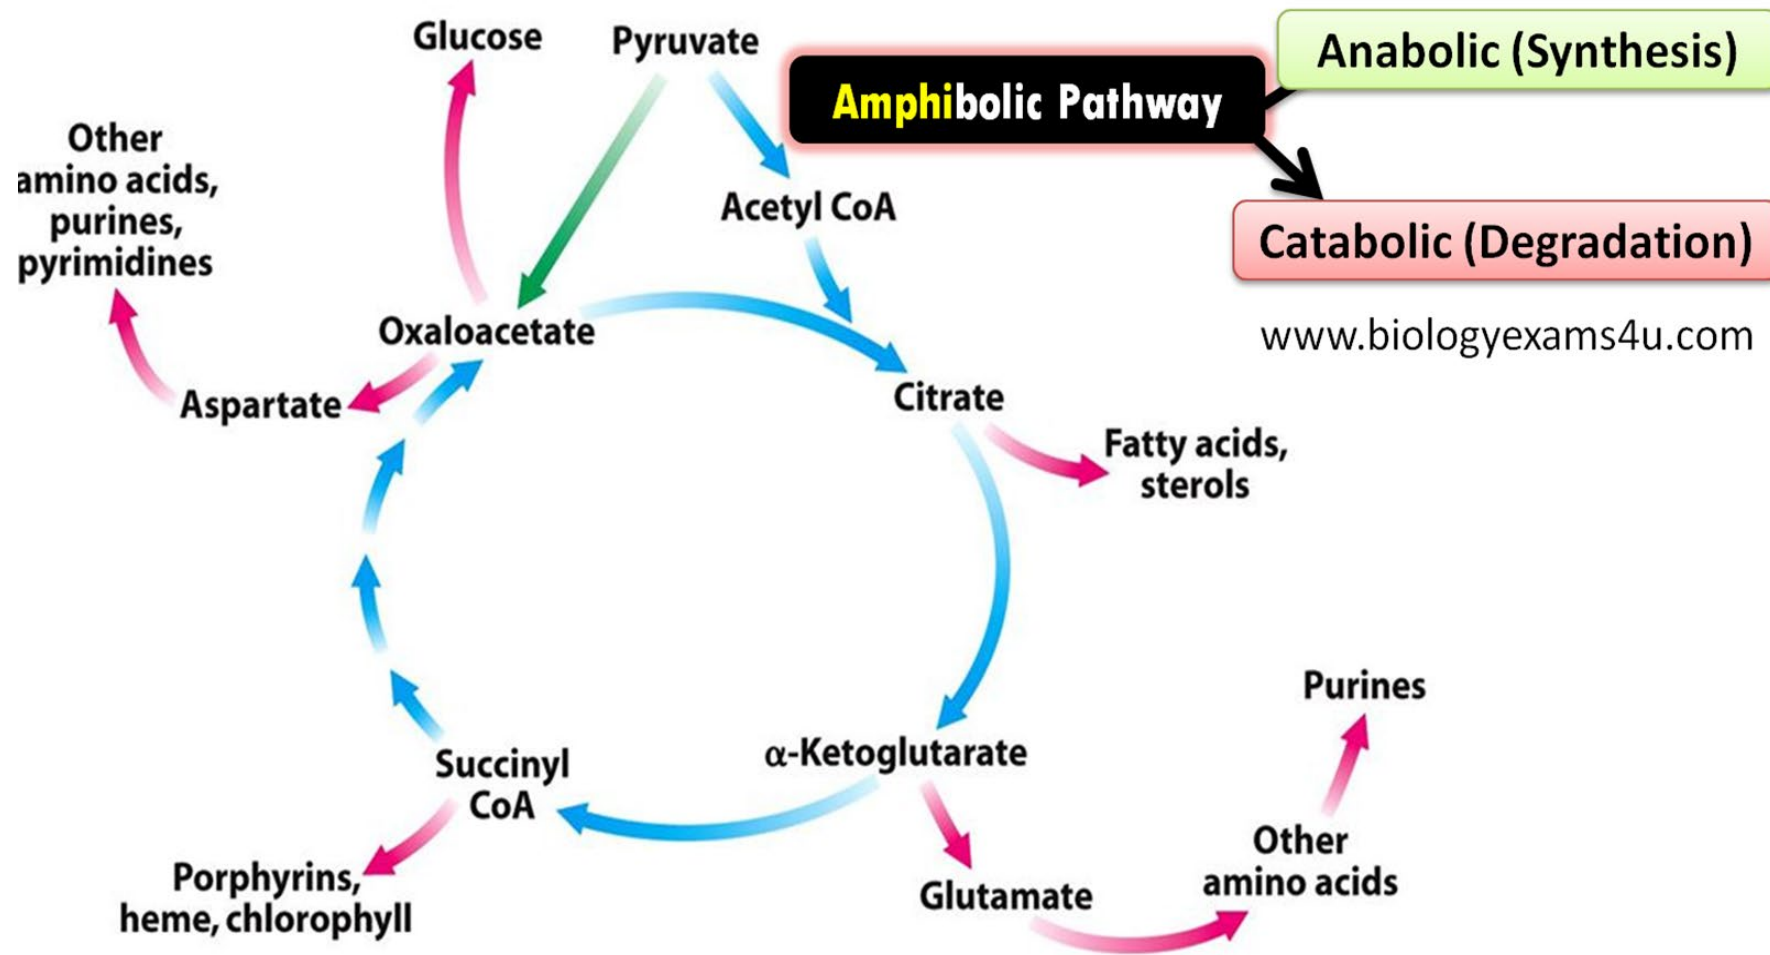 Glucose
Pyruvate
Amphibolic Pathway
Anabolic (Synthesis)
Catabolic (Degradation)
www.biologyexams4u.com
Other
amino acids,
purines,
pyrimidines
Acetyl CoA
Oxaloacetate
Aspartate
Citrate
Fatty acids,
sterols
Purines
α-Ketoglutarate
Succinyl
CoA
Other
amino acids
Glutamate
Porphyrins,
heme, chlorophyll